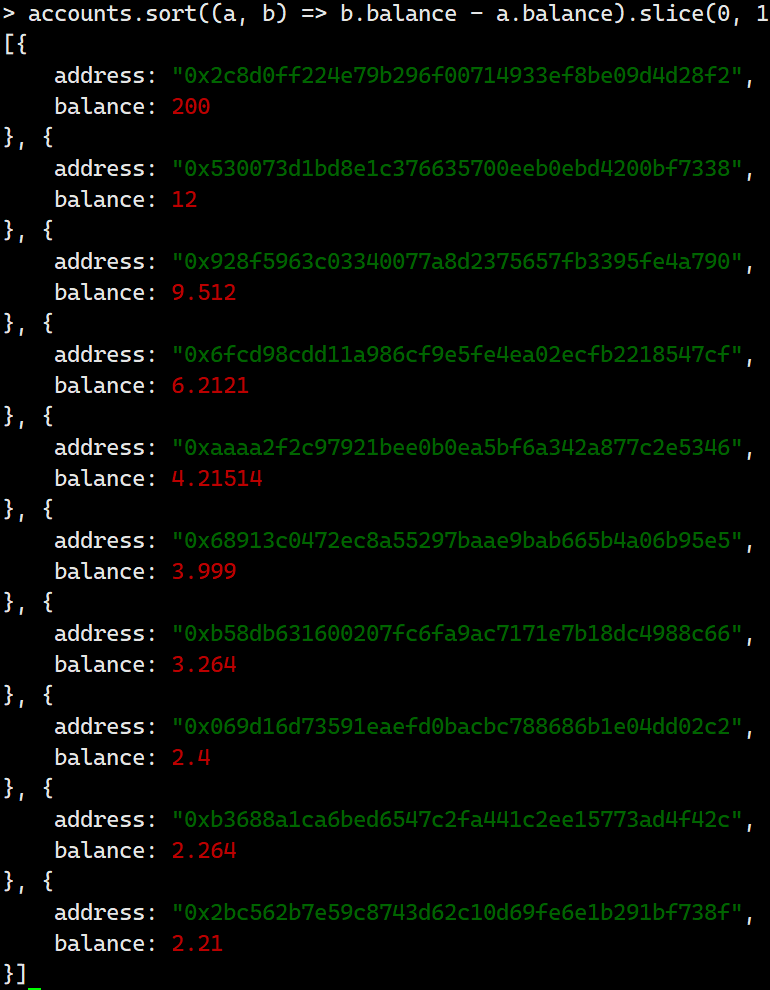 > accounts.sort((a, b) => b.balance - a.balance).slice(0, 1
[{
    address: "0x2c8d0ff224e79b296f00714933ef8be09d4d28f2",
    balance: 200
}, {
    address: "0x530073d1bd8e1c376635700eeb0ebd4200bf7338",
    balance: 12
}, {
    address: "0x928f5963c03340077a8d2375657fb3395fe4a790",
    balance: 9.512
}, {
    address: "0x6fcd98cdd11a986cf9e5fe4ea02ecfb2218547cf",
    balance: 6.2121
}, {
    address: "0xaaaa2f2c97921bee0b0ea5bf6a342a877c2e5346",
    balance: 4.21514
}, {
    address: "0x68913c0472ec8a55297baae9bab665b4a06b95e5",
    balance: 3.999
}, {
    address: "0xb58db631600207fc6fa9ac7171e7b18dc4988c66",
    balance: 3.264
}, {
    address: "0x069d16d73591eaefd0bacbc788686b1e04dd02c2",
    balance: 2.4
}, {
    address: "0xb3688a1ca6bed6547c2fa441c2ee15773ad4f42c",
    balance: 2.264
}, {
    address: "0x2bc562b7e59c8743d62c10d69fe6e1b291bf738f",
    balance: 2.21
}]